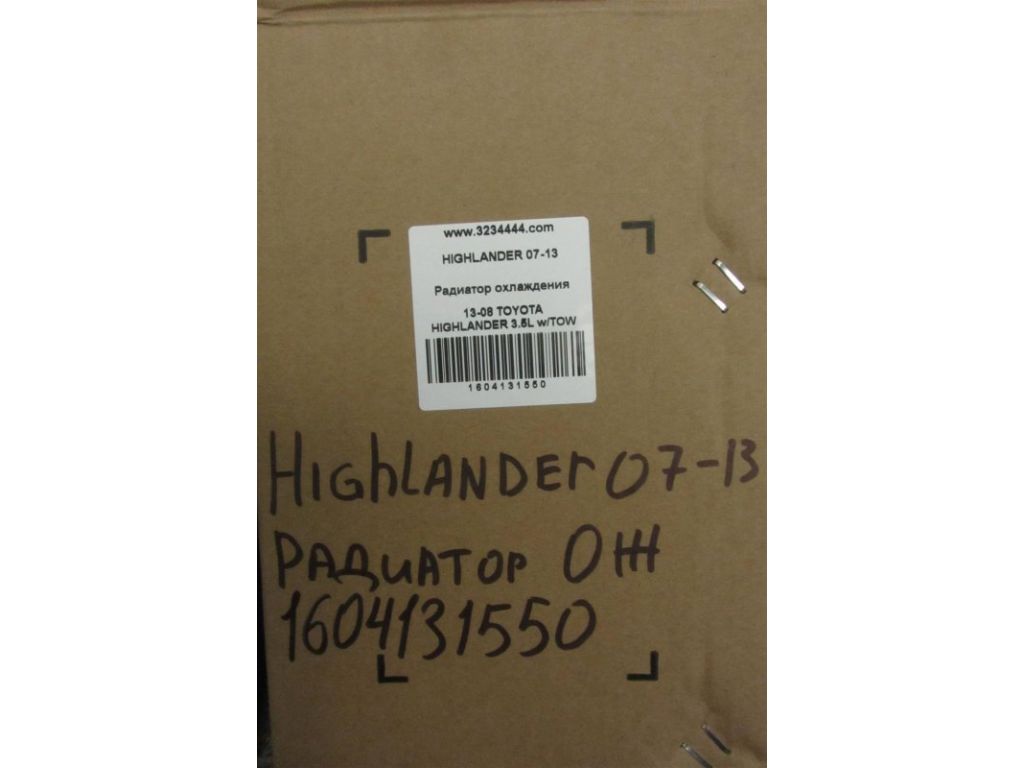 www.3234444.com
HIGHLANDER 07-13
Радиатор охлаждения
13-08 TOYOTA
HIGHLANDER 3.5L w/TOW
1604131550
HIGhLANDEr 07-13
РАДиАТОР ОЖ
1604131550